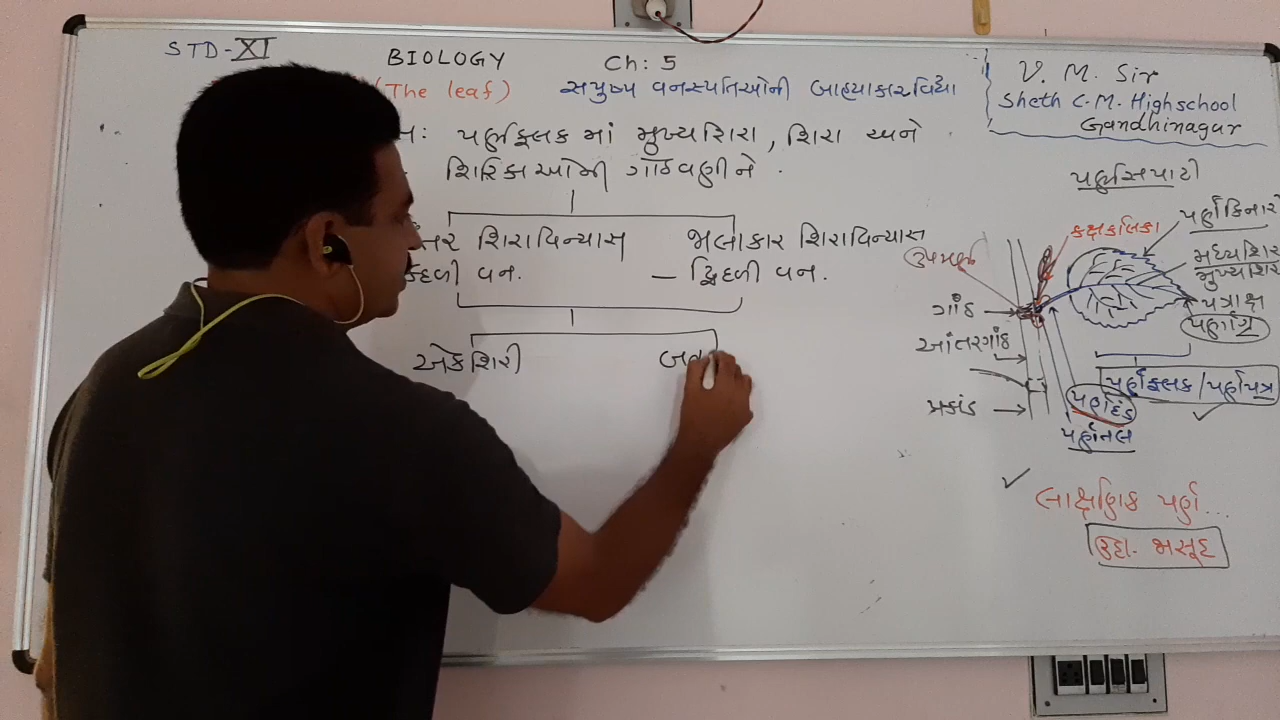 STD-XI
BIOLOGY Ch: 5
(The leaf) સપુષ્પ વનસ્પતિઓની બાહ્યાકારવિદ્યા
V. M. Sir
Sheth C.M. Highschool
Gandhinagar
પર્ણફલક માં મુખ્યશિરા, શિરા અને
શિરિકાઓની ગોઠવણીને .
શિરાવિન્યાસ જાલાકાર શિરાવિન્યાસ
વન. – દ્વિદળી વન.
એકશિરી
પર્ણસપાટી
પર્ણકિનારી
કક્ષકલિકા
ઉપપર્ણ
મધ્યશિરા
મુખ્યશિરા
પત્રાક્ષ
પર્ણાગ્ર
ગાઁઠ
આંતરગાઁઠ
પર્ણફલક/પર્ણપત્ર
પર્ણદંડ
પ્રકાંડ
પર્ણતલ
લાક્ષણિક પર્ણ...
ઉદા- જાસૂદ